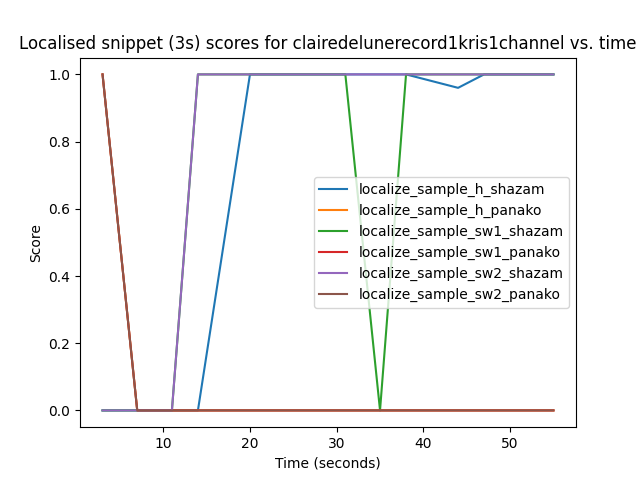 Localised snippet (3s) scores for clairedelunerecord1kris1channel vs. time
1.0
0.8
0.6
0.4
0.2
0.0
Score
localize_sample_h_shazam
localize_sample_h_panako
localize_sample_sw1_shazam
localize_sample_sw1_panako
localize_sample_sw2_shazam
localize_sample_sw2_panako
10 20 30 40 50
Time (seconds)